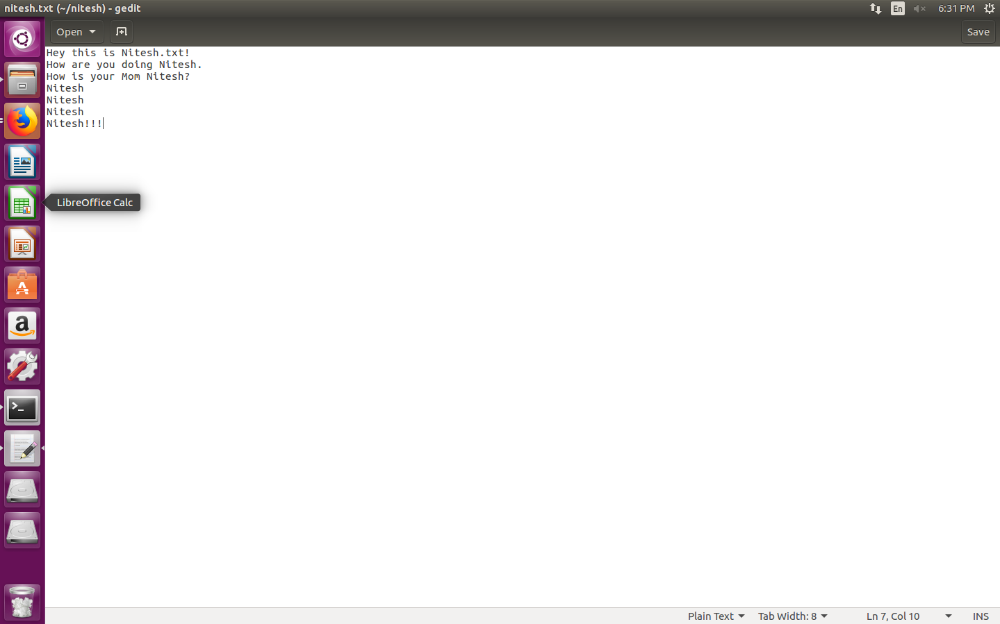 nitesh.txt (~/nitesh) - gedit
En
6:31 PM
Open
Save
Hey this is Nitesh.txt!
How are you doing Nitesh.
How is your Mom Nitesh?
Nitesh
Nitesh
Nitesh
Nitesh!!!
LibreOffice Calc
Plain Text
Tab Width: 8
Ln 7, Col 10
INS